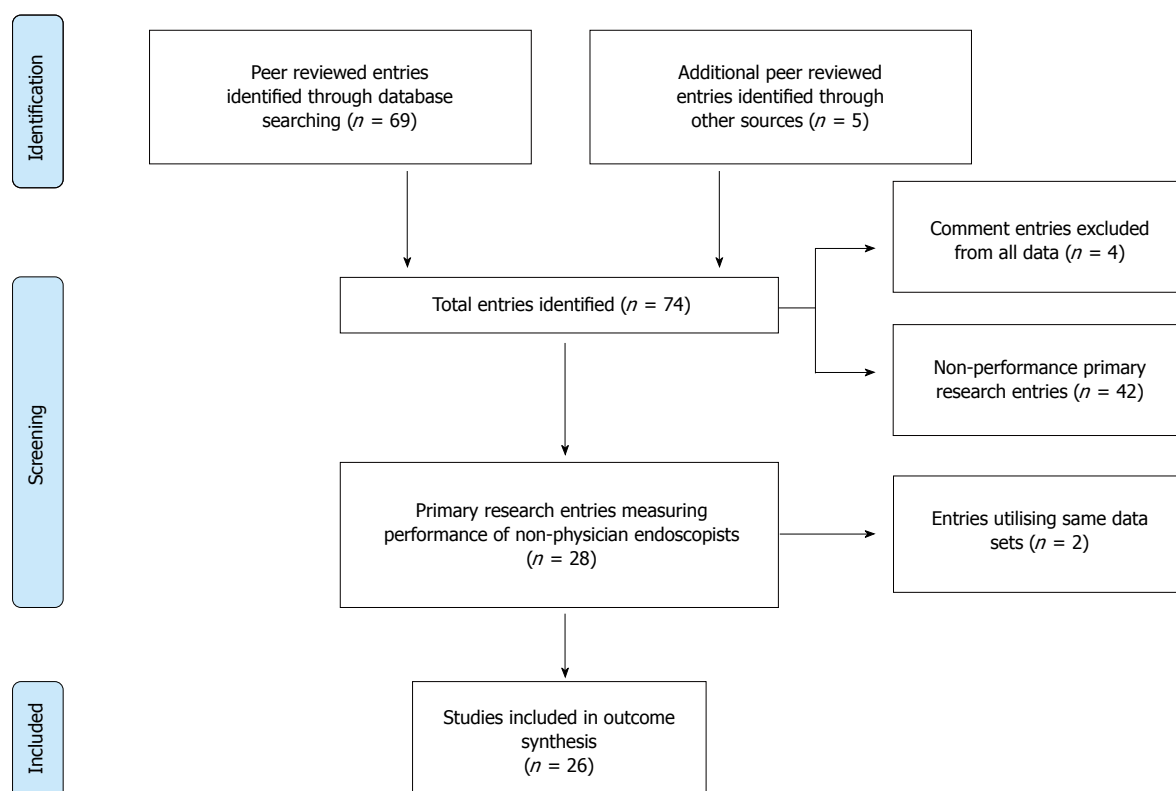 Identification
Peer reviewed entries
identified through database
searching (n = 69)
Additional peer reviewed
entries identified through
other sources (n = 5)
Comment entries excluded
from all data (n = 4)
Screening
Total entries identified (n = 74)
Non-performance primary
research entries (n = 42)
Primary research entries measuring
performance of non-physician endoscopists
(n = 28)
Entries utilising same data
sets (n = 2)
Included
Studies included in outcome
synthesis
(n = 26)